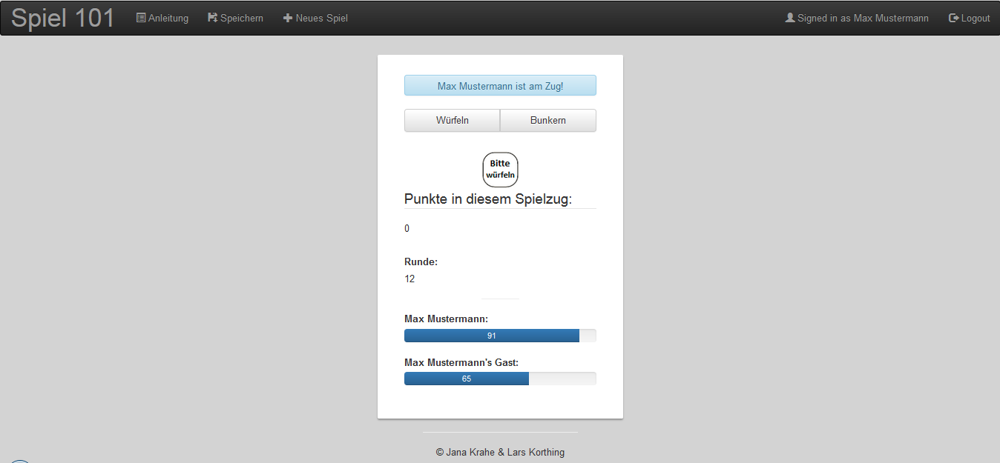 Spiel 101 Anleitung Speichern Neues Spiel Signed in as Max Mustermann Logout
Max Mustermann ist am Zug!
Würfeln Bunkern
Bitte
würfeln
Punkte in diesem Spielzug:
0
Runde:
12
Max Mustermann:
91
Max Mustermann's Gast:
65
© Jana Krahe & Lars Korthing